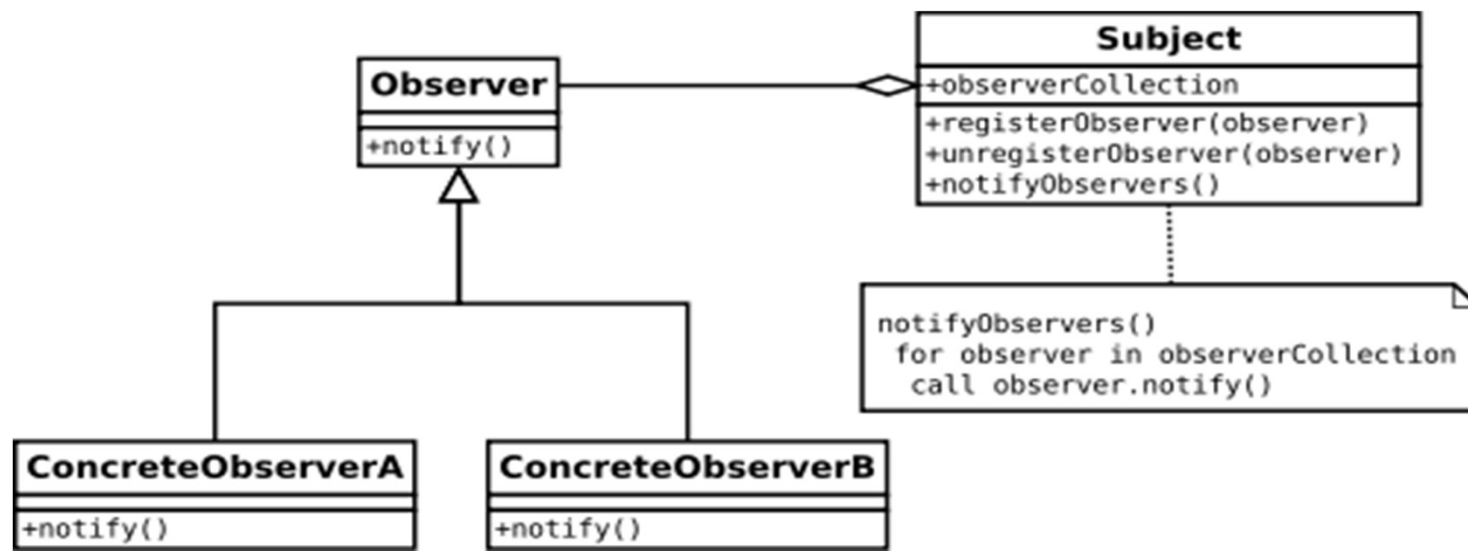 Observer
+notify()
Subject
+observerCollection
+registerObserver(observer)
+unregisterObserver(observer)
+notifyObservers()
notifyObservers()
for observer in observerCollection
call observer.notify()
ConcreteObserverA
+notify()
ConcreteObserverB
+notify()